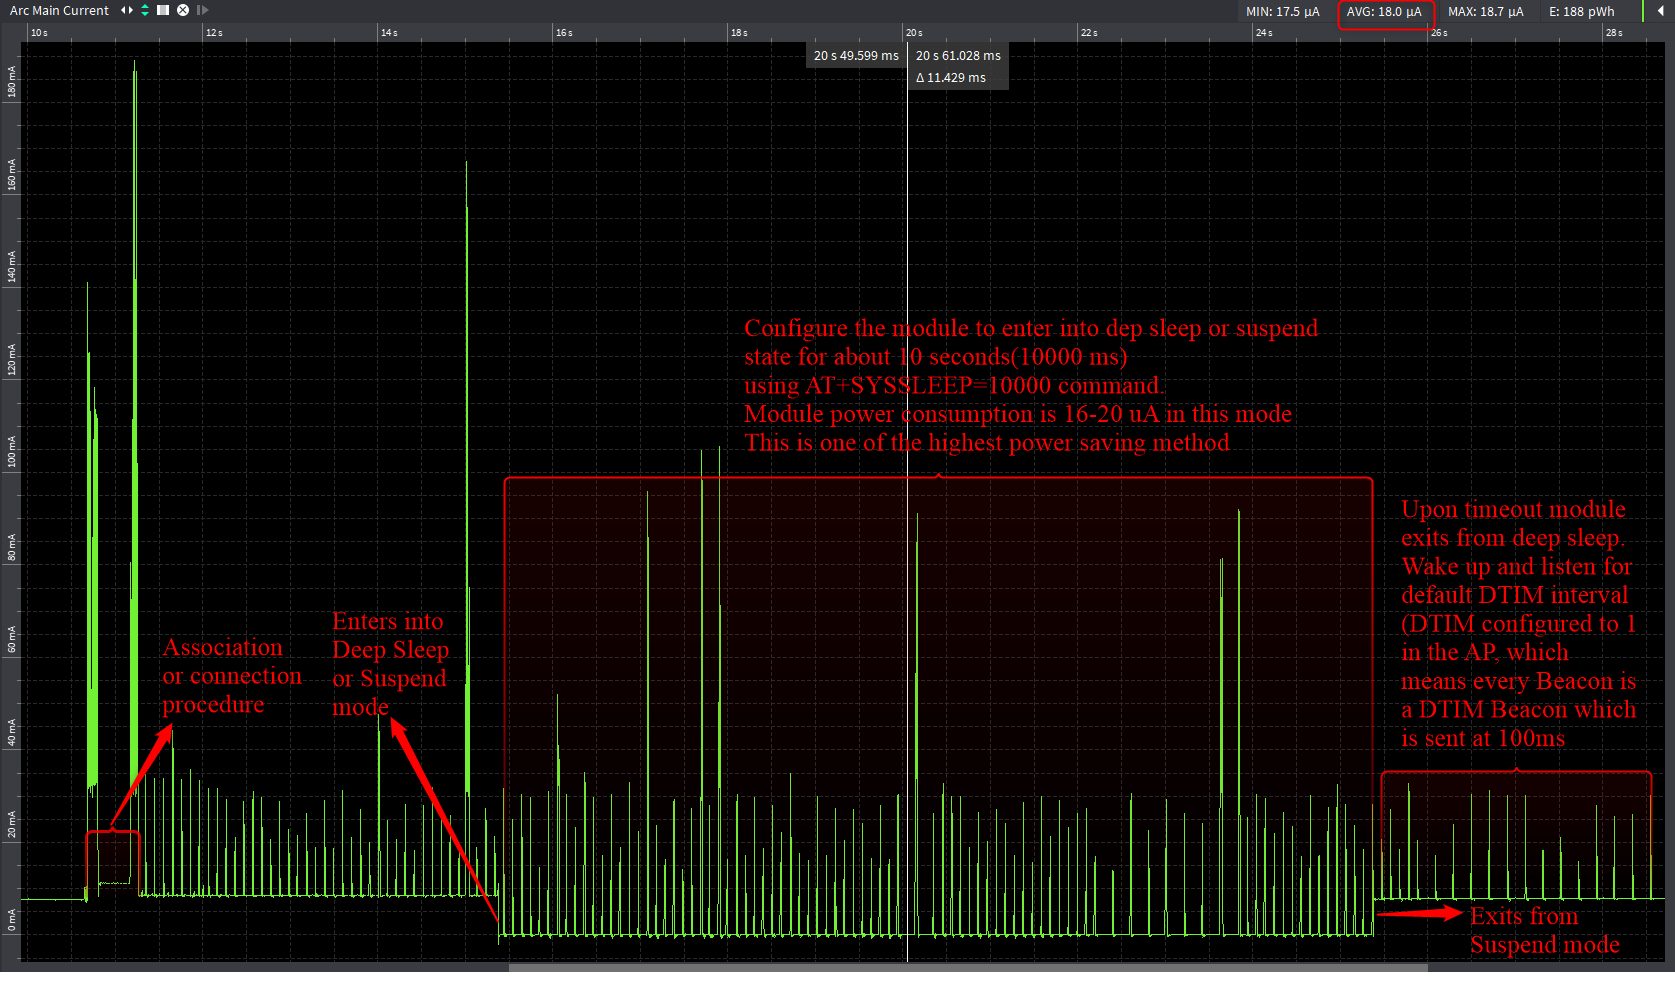 Arc Main Current
MIN: 17.5 µA
AVG: 18.0 µA
MAX: 18.7 µA
E: 188 pWh
10 s
12 s
14 s
16 s
18 s
20 s
22 s
24 s
26 s
28 s
20 s 49.599 ms
20 s 61.028 ms
Δ 11.429 ms
180 mA
160 mA
140 mA
120 mA
100 mA
80 mA
60 mA
40 mA
20 mA
0 mA
Configure the module to enter into dep sleep or suspend
state for about 10 seconds(10000 ms)
using AT+SYSSLEEP=10000 command.
Module power consumption is 16-20 uA in this mode
This is one of the highest power saving method
Association
or connection
procedure
Enters into
Deep Sleep
or Suspend
mode
Upon timeout module
exits from deep sleep.
Wake up and listen for
default DTIM interval
(DTIM configured to 1
in the AP, which
means every Beacon is
a DTIM Beacon which
is sent at 100ms
Exits from
Suspend mode